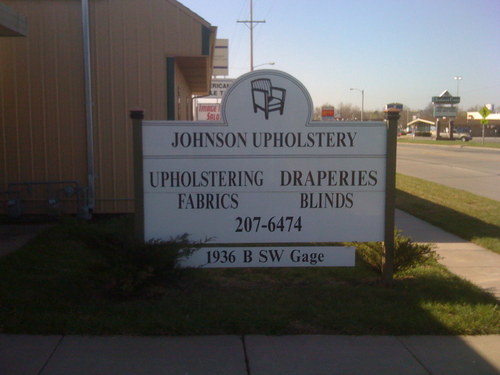 JOHNSON UPHOLSTERY
UPHOLSTERING DRAPERIES
FABRICS BLINDS
207-6474
1936 B SW Gage